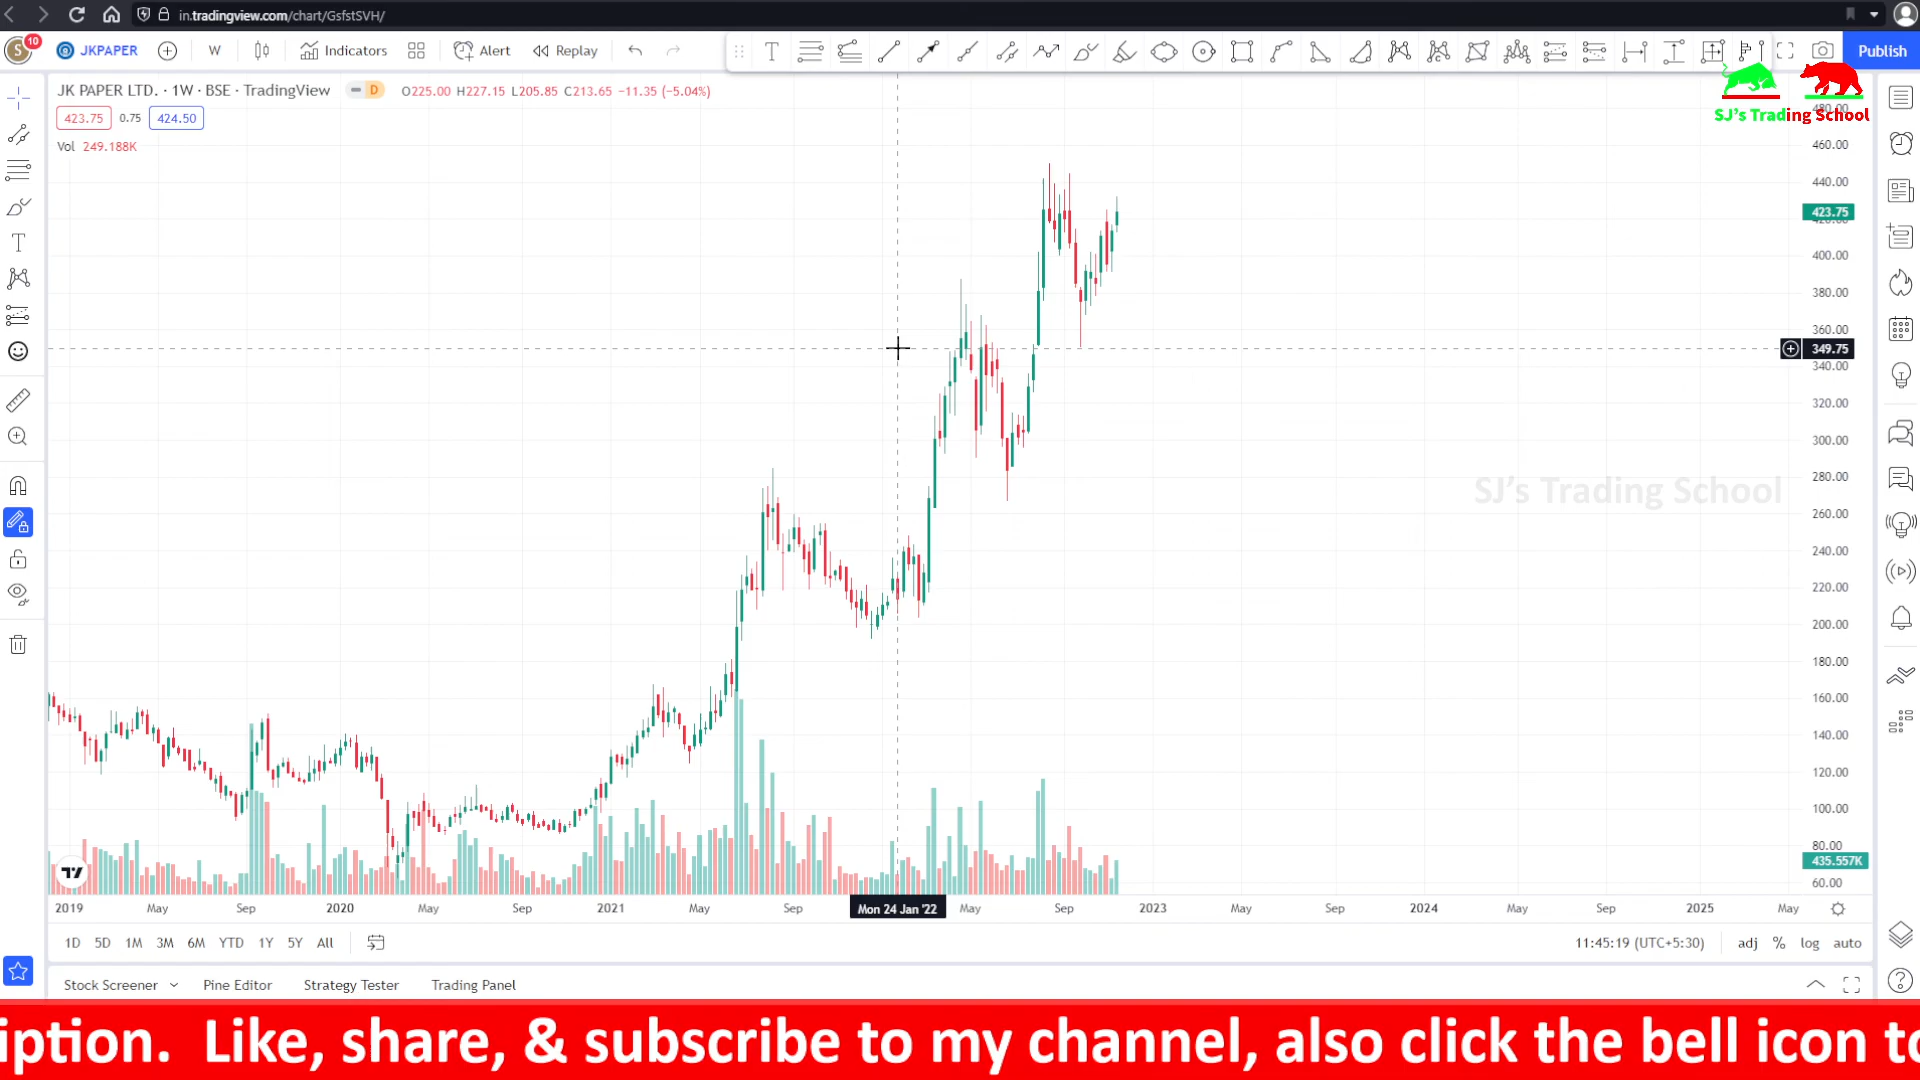 in.tradingview.com/chart/GsfstSVH/
S 10 JKPAPER W Indicators Alert Replay Publish
JK PAPER LTD. · 1W · BSE · TradingView D O225.00 H227.15 L205.85 C213.65 −11.35 (−5.04%)
423.75 0.75 424.50
Vol 249.188K
SJ's Trading School
480.00
460.00
440.00
423.75
420.00
400.00
380.00
360.00
349.75
340.00
320.00
300.00
280.00
SJ's Trading School
260.00
240.00
220.00
200.00
180.00
160.00
140.00
120.00
100.00
80.00
435.557K
60.00
2019 May Sep 2020 May Sep 2021 May Sep Mon 24 Jan '22 May Sep 2023 May Sep 2024 May Sep 2025 May
1D 5D 1M 3M 6M YTD 1Y 5Y All 11:45:19 (UTC+5:30) adj % log auto
Stock Screener Pine Editor Strategy Tester Trading Panel
iption. Like, share, & subscribe to my channel, also click the bell icon to